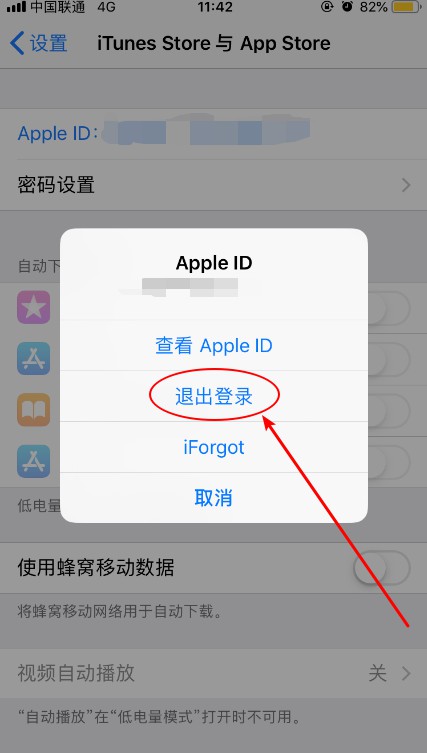 中国联通 4G 11:42 82%
设置 iTunes Store 与 App Store
Apple ID:
密码设置
Apple ID
自动下
查看 Apple ID
退出登录
iForgot
取消
低电量
使用蜂窝移动数据
将蜂窝移动网络用于自动下载。
视频自动播放 关
“自动播放”在“低电量模式”打开时不可用。